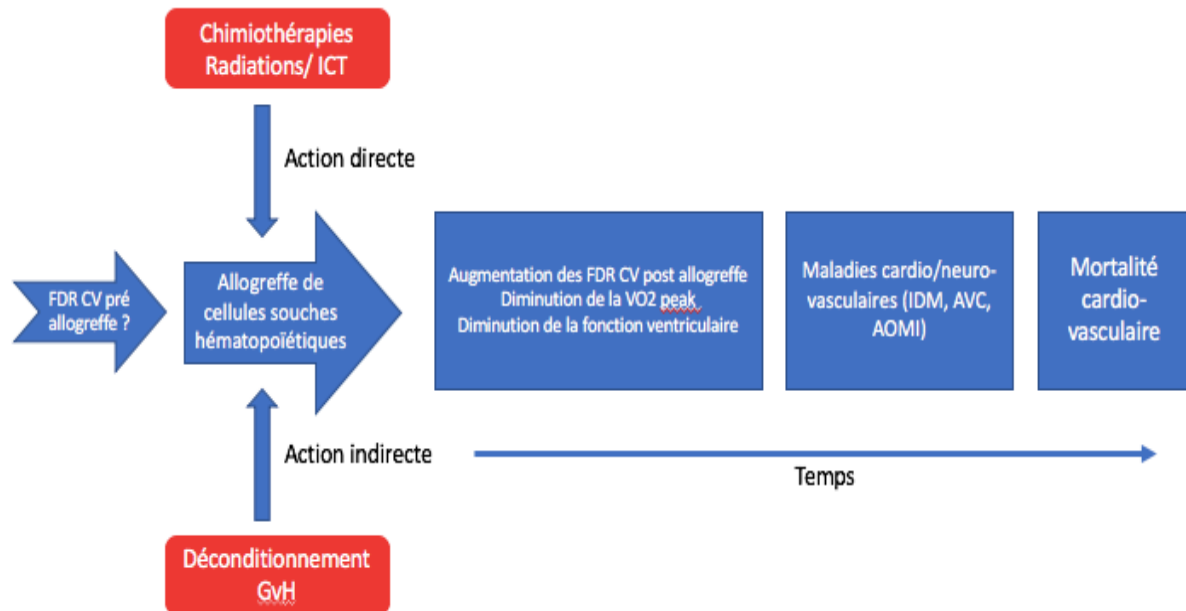 Chimiothérapies
Radiations/ ICT
Action directe
FDR CV pré
allogreffe ?
Allogreffe de
cellules souches
hématopoïétiques
Augmentation des FDR CV post allogreffe
Diminution de la VO2 peak
Diminution de la fonction ventriculaire
Maladies cardio/neuro-
vasculaires (IDM, AVC,
AOMI)
Mortalité
cardio-
vasculaire
Action indirecte
Temps
Déconditionnement
GvH